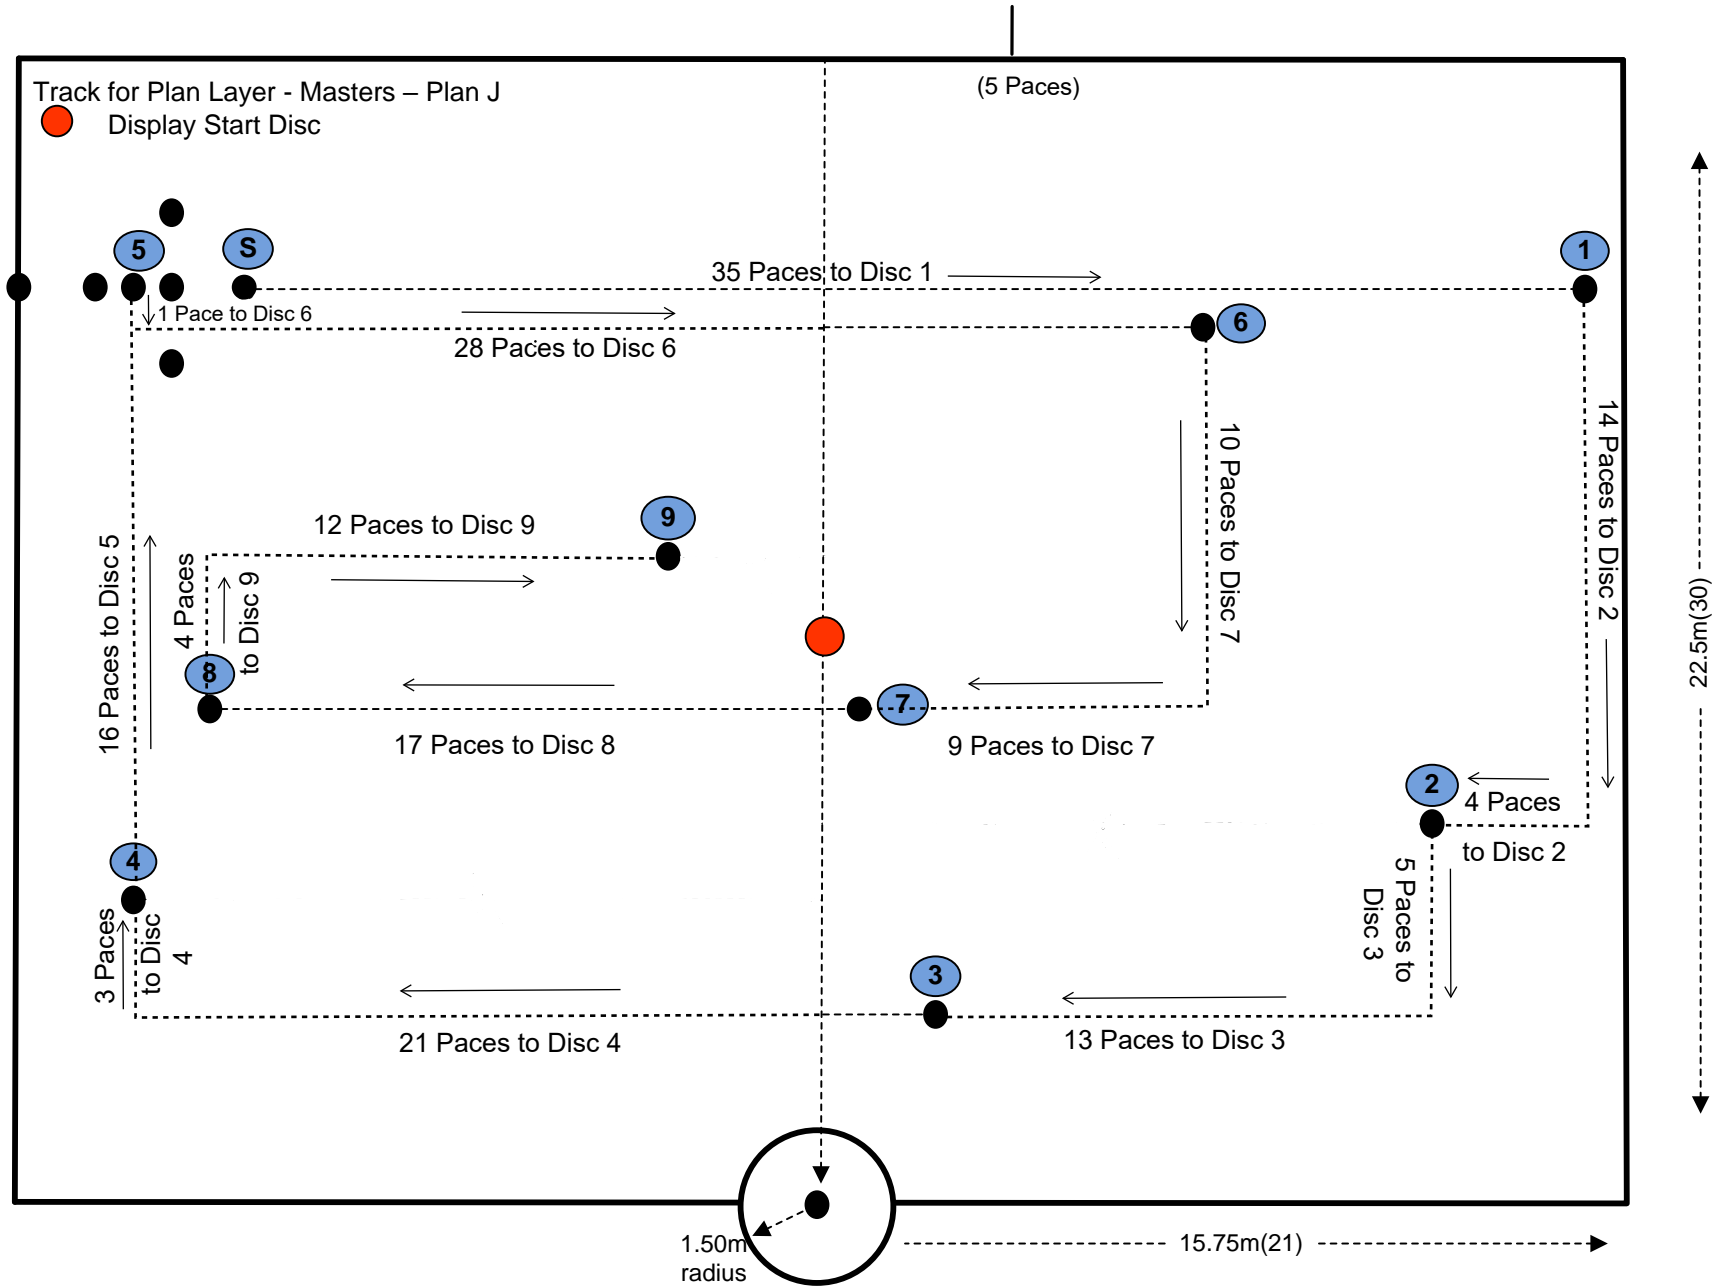 (5 Paces)
Track for Plan Layer - Masters – Plan J
Display Start Disc
5
S
1
35 Paces to Disc 1
1 Pace to Disc 6
6
28 Paces to Disc 6
14 Paces to Disc 2
10 Paces to Disc 7
9
12 Paces to Disc 9
16 Paces to Disc 5
4 Paces
to Disc 9
22.5m(30)
8
7
17 Paces to Disc 8
9 Paces to Disc 7
2
4 Paces
to Disc 2
4
5 Paces to
Disc 3
3 Paces
to Disc
4
3
21 Paces to Disc 4
13 Paces to Disc 3
1.50m
radius
15.75m(21)